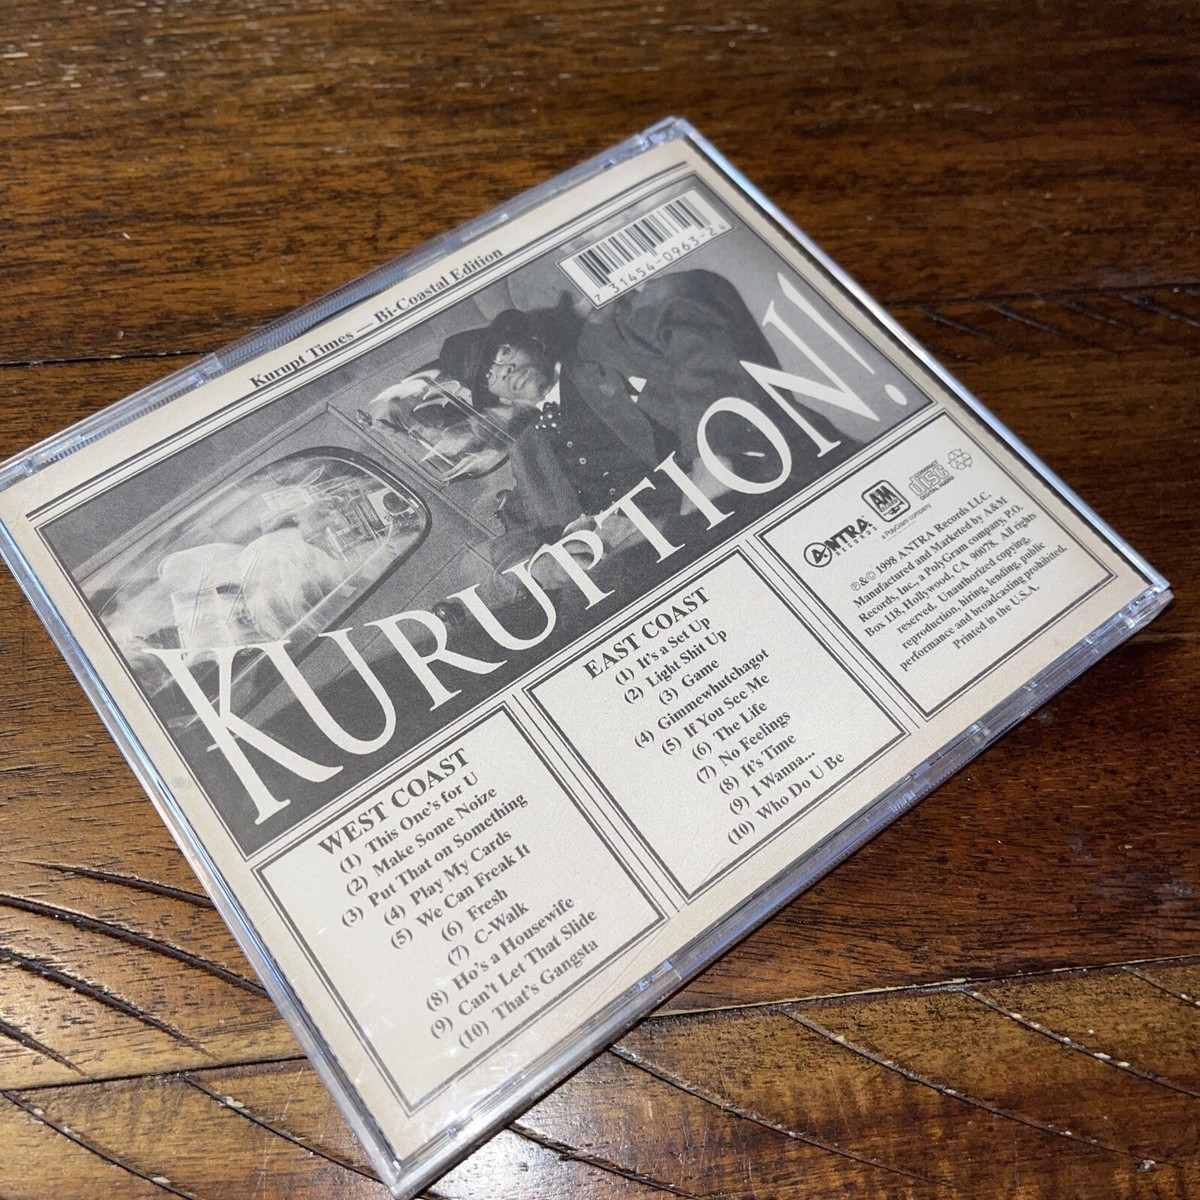 Kurupt Times — Bi-Coastal Edition
7 31454-0963-2 4
KURUPTION!
WEST COAST
(1) This One's for U
(2) Make Some Noize
(3) Put That on Something
(4) Play My Cards
(5) We Can Freak It
(6) Fresh
(7) C-Walk
(8) Ho's a Housewife
(9) Can't Let That Slide
(10) That's Gangsta
EAST COAST
(1) It's a Set Up
(2) Light Shit Up
(3) Game
(4) Gimmewhutchagot
(5) If You See Me
(6) The Life
(7) No Feelings
(8) It's Time
(9) I Wanna...
(10) Who Do U Be
ANTRA
RECORDS
A&M
a PolyGram company
COMPACT
disc
DIGITAL AUDIO
℗&© 1998 ANTRA Records LLC.
Manufactured and Marketed by A&M
Records, Inc., a PolyGram company, P.O.
Box 118, Hollywood, CA 90078. All rights
reserved. Unauthorized copying,
reproduction, hiring, lending, public
performance and broadcasting prohibited.
Printed in the U.S.A.